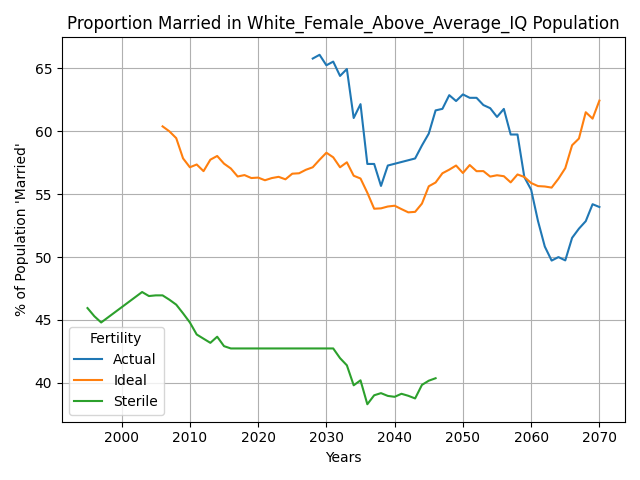 Proportion Married in White_Female_Above_Average_IQ Population
% of Population 'Married'
65
60
55
50
45
40
Fertility
Actual
Ideal
Sterile
2000 2010 2020 2030 2040 2050 2060 2070
Years